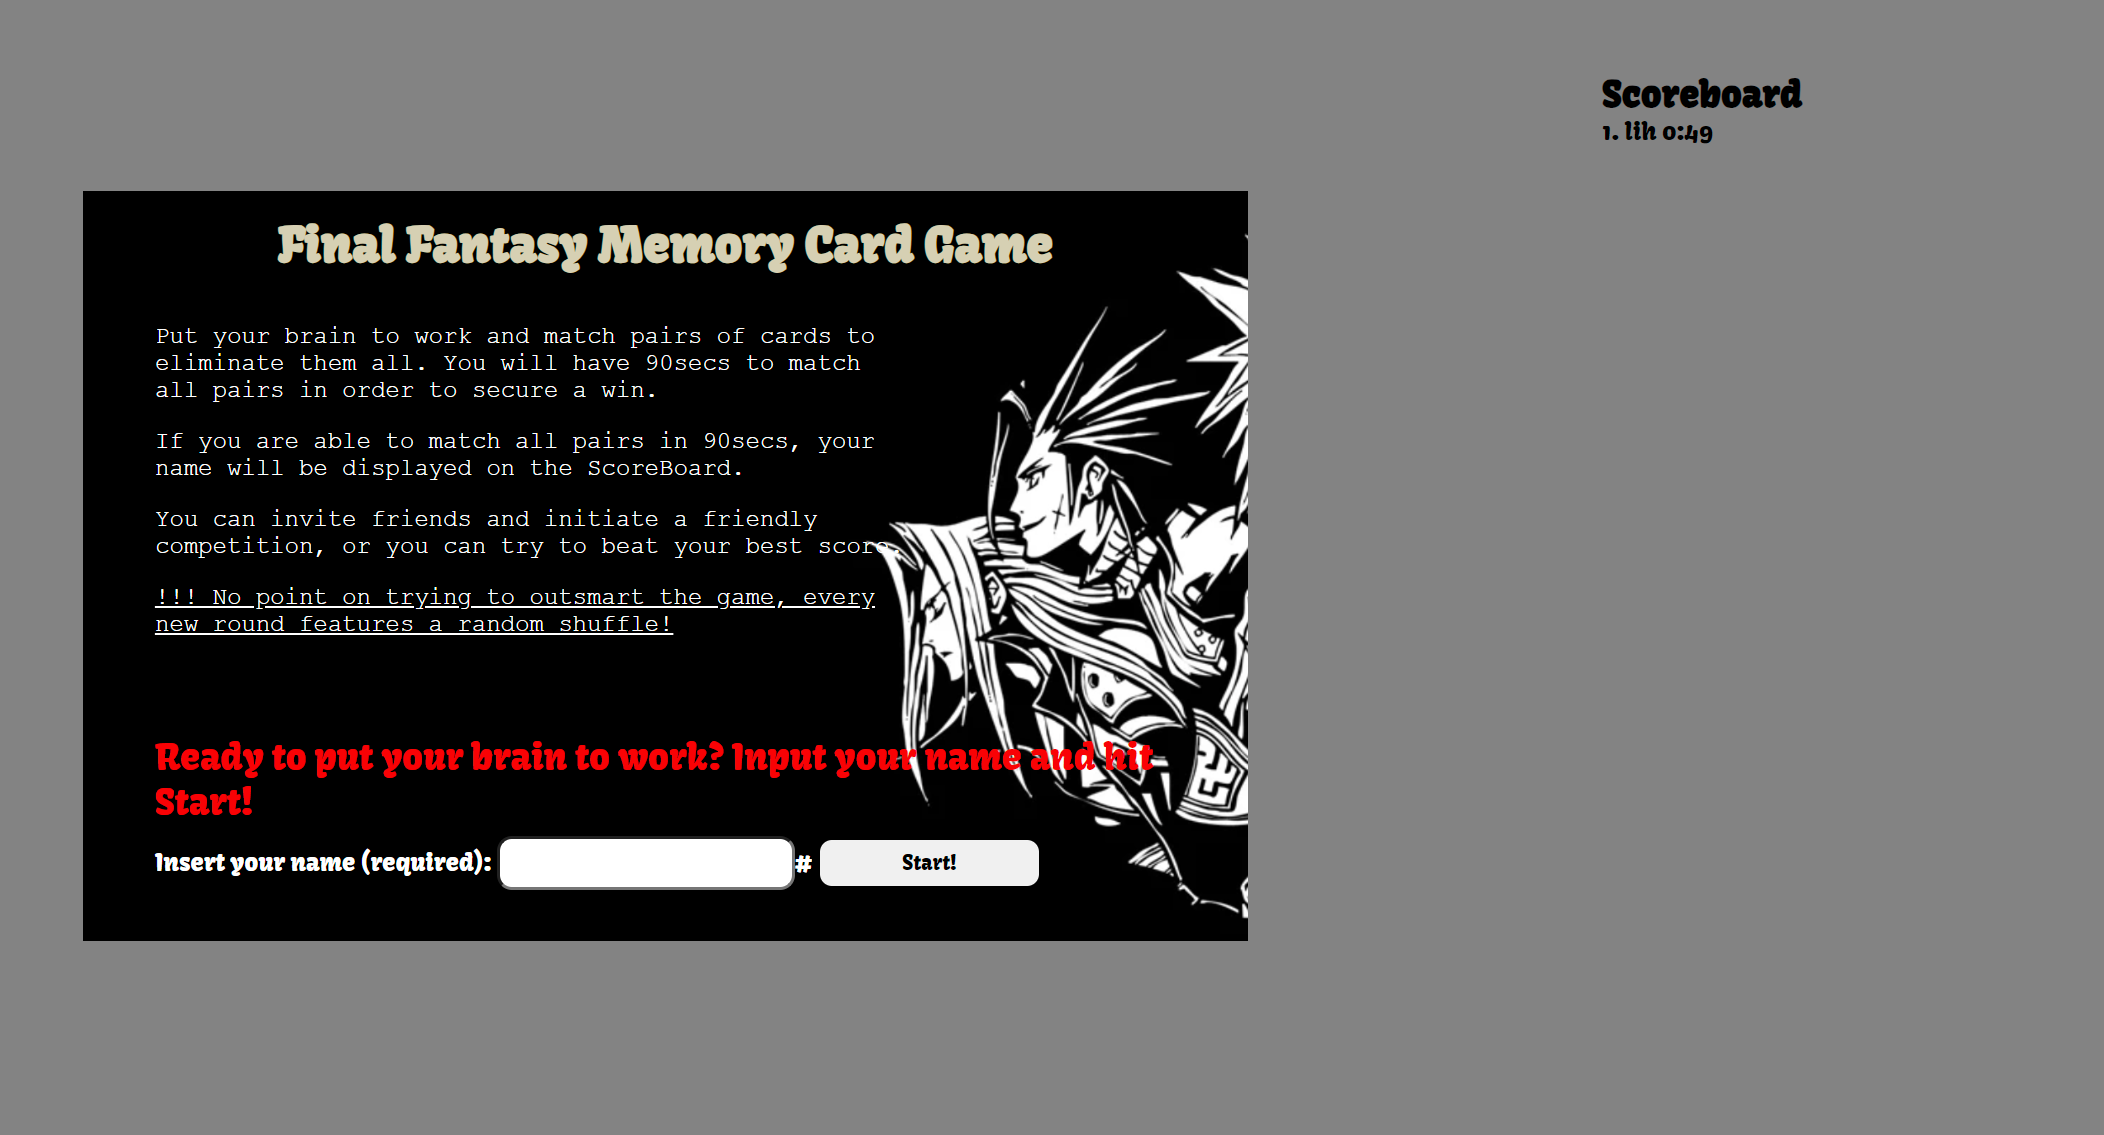 Scoreboard
1. lih 0:49
Final Fantasy Memory Card Game
Put your brain to work and match pairs of cards to
eliminate them all. You will have 90secs to match
all pairs in order to secure a win.
If you are able to match all pairs in 90secs, your
name will be displayed on the ScoreBoard.
You can invite friends and initiate a friendly
competition, or you can try to beat your best score.
!!! No point on trying to outsmart the game, every
new round features a random shuffle!
Ready to put your brain to work? Input your name and hit
Start!
Insert your name (required): # Start!